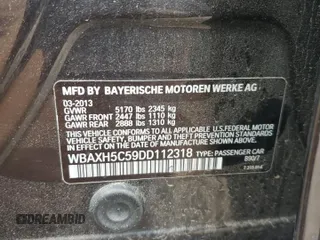 MFD BY BAYERISCHE MOTOREN WERKE AG
03-2013
GVWR 5170 lbs 2345 kg
GAWR FRONT 2447 lbs 1110 kg
GAWR REAR 2888 lbs 1310 kg
THIS VEHICLE CONFORMS TO ALL APPLICABLE U.S.FEDERAL MOTOR
VEHICLE SAFETY, BUMPER, AND THEFT PREVENTION STANDARDS
IN EFFECT ON THE DATE OF MANUFACTURE SHOWN ABOVE.
WBAXH5C59DD112318 TYPE: PASSENGER CAR
890/7
DREAMBID